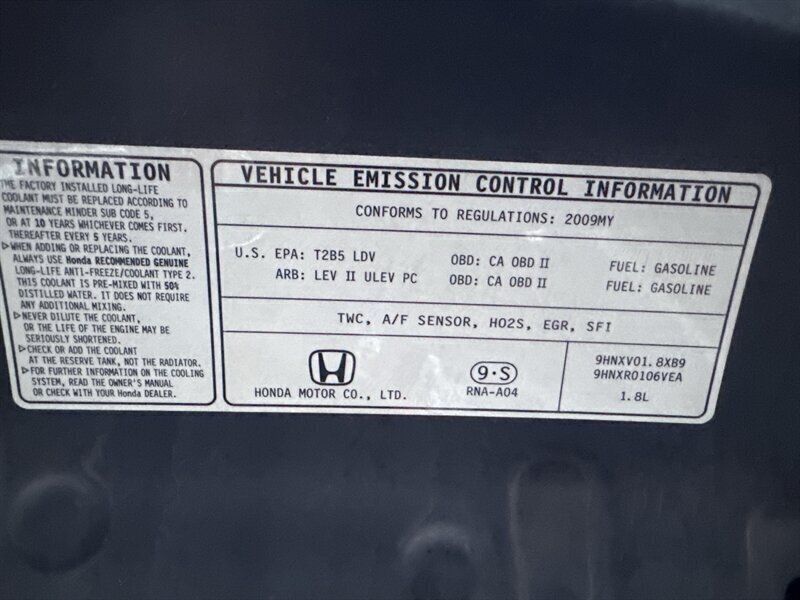 INFORMATION
THE FACTORY INSTALLED LONG-LIFE
COOLANT MUST BE REPLACED ACCORDING TO
MAINTENANCE MINDER SUB CODE 5,
OR AT 10 YEARS WHICHEVER COMES FIRST.
THEREAFTER EVERY 5 YEARS.
▷WHEN ADDING OR REPLACING THE COOLANT,
ALWAYS USE Honda RECOMMENDED GENUINE
LONG-LIFE ANTI-FREEZE/COOLANT TYPE 2.
THIS COOLANT IS PRE-MIXED WITH 50%
DISTILLED WATER. IT DOES NOT REQUIRE
ANY ADDITIONAL MIXING.
▷NEVER DILUTE THE COOLANT,
OR THE LIFE OF THE ENGINE MAY BE
SERIOUSLY SHORTENED.
▷CHECK OR ADD THE COOLANT
AT THE RESERVE TANK, NOT THE RADIATOR.
▷FOR FURTHER INFORMATION ON THE COOLING
SYSTEM, READ THE OWNER'S MANUAL
OR CHECK WITH YOUR Honda DEALER.
VEHICLE EMISSION CONTROL INFORMATION
CONFORMS TO REGULATIONS: 2009MY
U.S. EPA: T2B5 LDV OBD: CA OBD II FUEL: GASOLINE
ARB: LEV II ULEV PC OBD: CA OBD II FUEL: GASOLINE
TWC, A/F SENSOR, HO2S, EGR, SFI
HONDA MOTOR CO., LTD.
9·S
RNA-A04
9HNXV01.8XB9
9HNXR0106VEA
1.8L